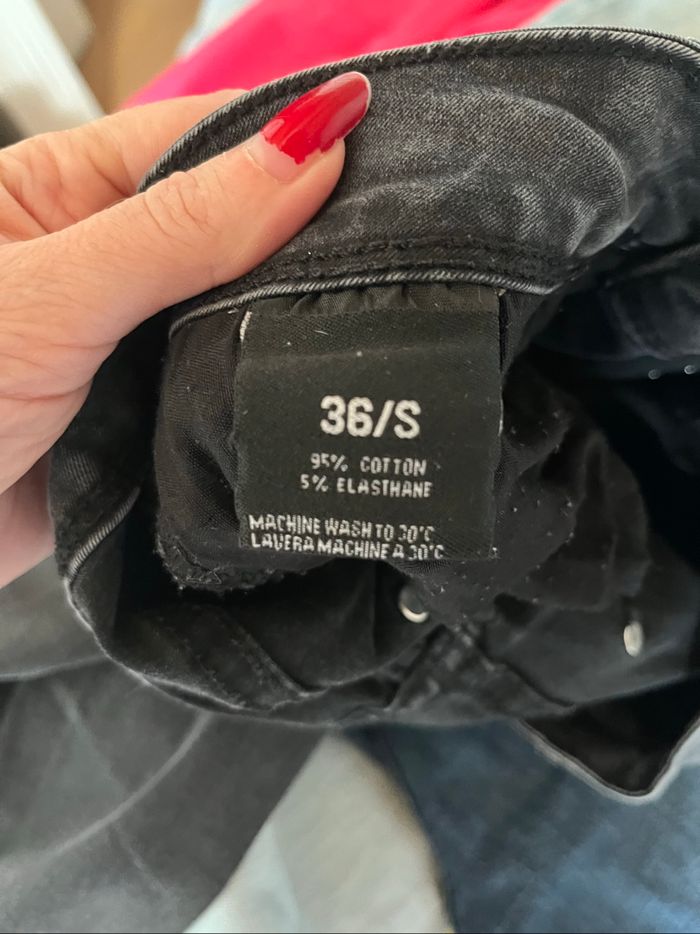 36/S
95% COTTON
5% ELASTHANE
MACHINE WASH TO 30°C
LAVERA MACHINE A 30°C